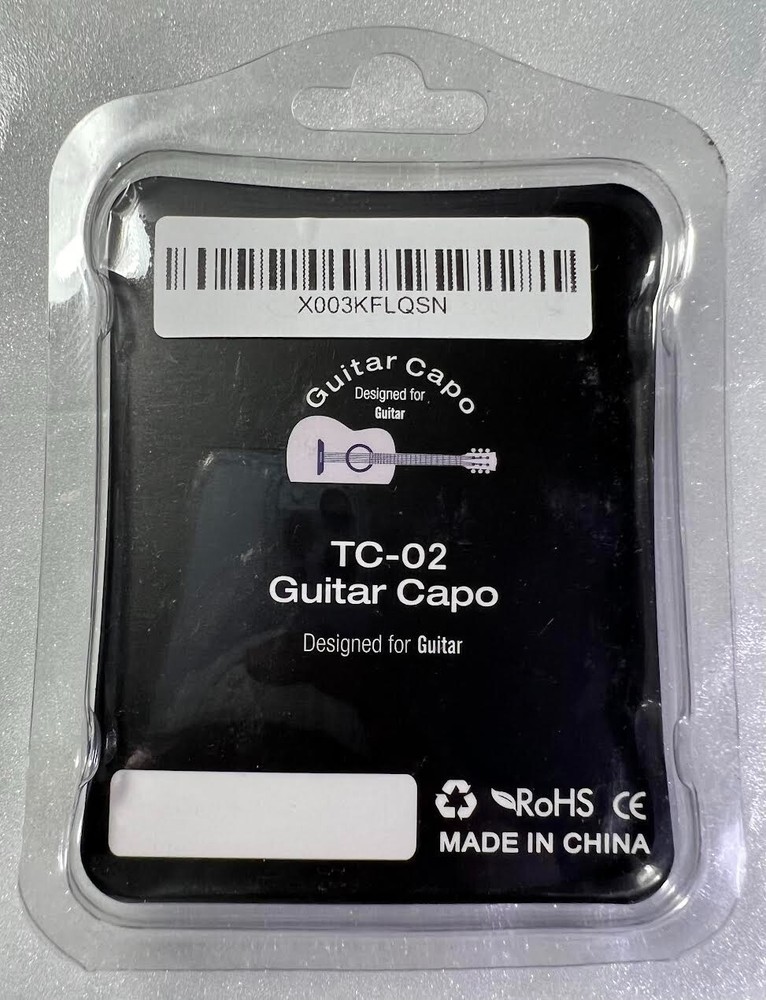 X003KFLQSN
Guitar Capo
Designed for
Guitar
TC-02
Guitar Capo
Designed for Guitar
RoHS CE
MADE IN CHINA